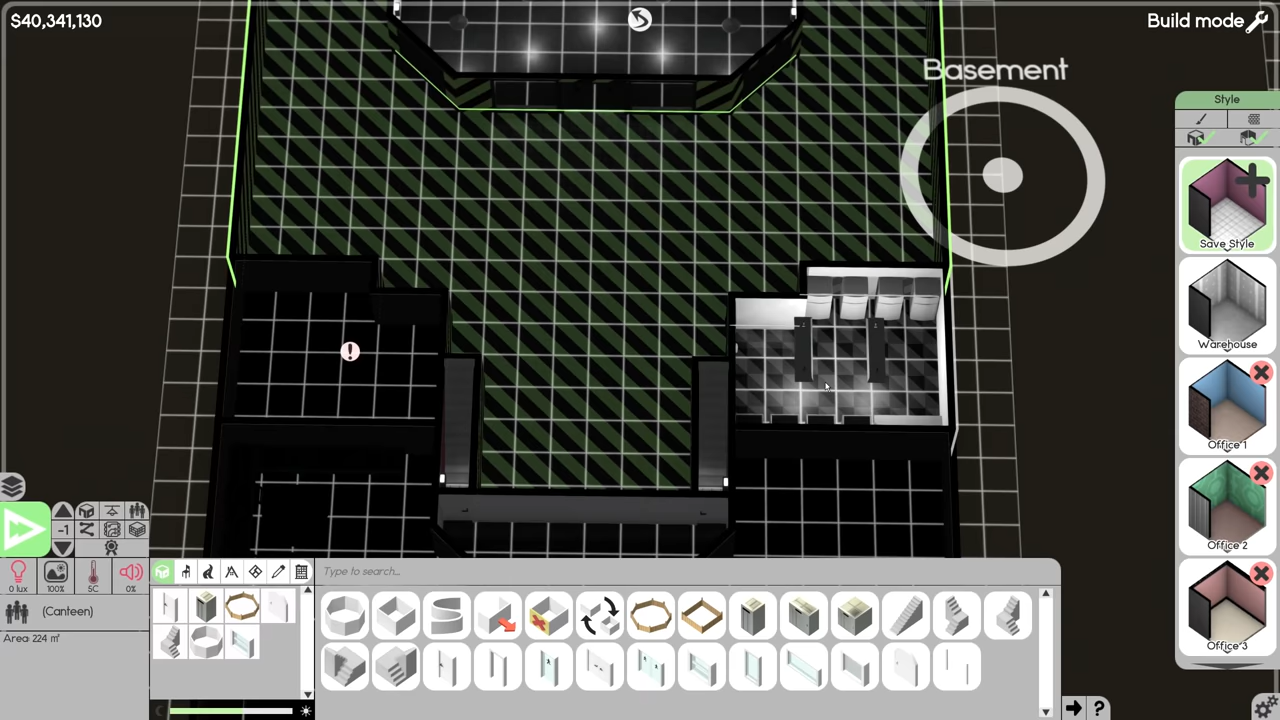 $40,341,130
Build mode
Basement
Style
Save Style
Warehouse
Office 1
Office 2
Office 3
-1
0 lux
100%
5C
0%
(Canteen)
Area 224 m²
Type to search...
?